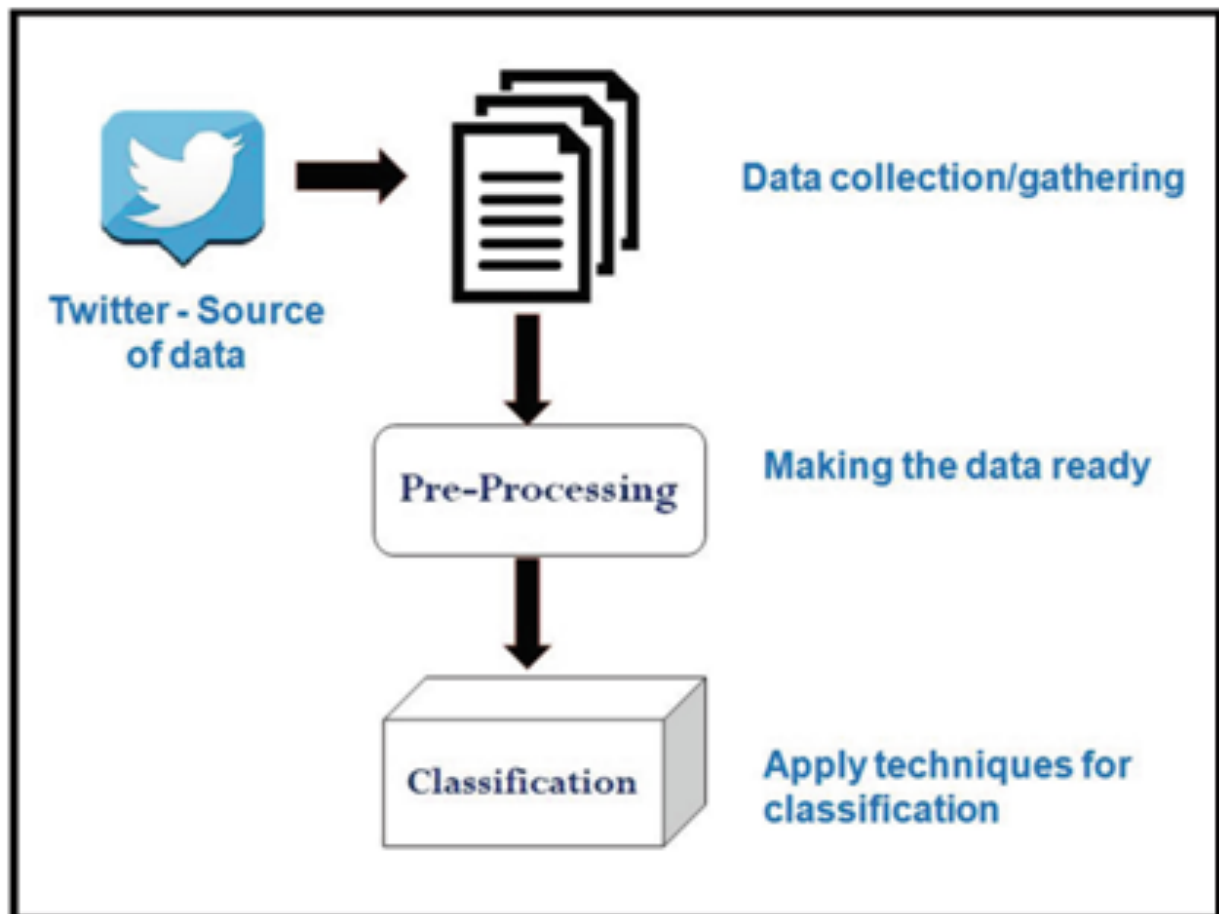 Data collection/gathering
Twitter - Source
of data
Pre-Processing
Making the data ready
Classification
Apply techniques for
classification